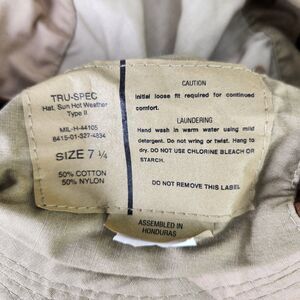 TRU-SPEC
Hat, Sun Hot Weather
Type II
MIL-H-44105
8415-01-327-4834
SIZE 7 ¼
50% COTTON
50% NYLON
CAUTION
Initial loose fit required for continued
comfort.
LAUNDERING
Hand wash in warm water using mild
detergent. Do not wring or twist. Hang to
dry. DO NOT USE CHLORINE BLEACH OR
STARCH.
DO NOT REMOVE THIS LABEL
ASSEMBLED IN
HONDURAS